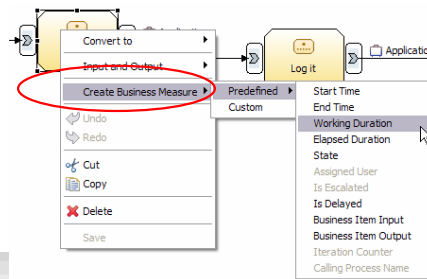 Convert to
Input and Output
Create Business Measure
Undo
Redo
Cut
Copy
Delete
Save
Predefined
Custom
Start Time
End Time
Working Duration
Elapsed Duration
State
Assigned User
Is Escalated
Is Delayed
Business Item Input
Business Item Output
Iteration Counter
Calling Process Name
Log it
Applicatio